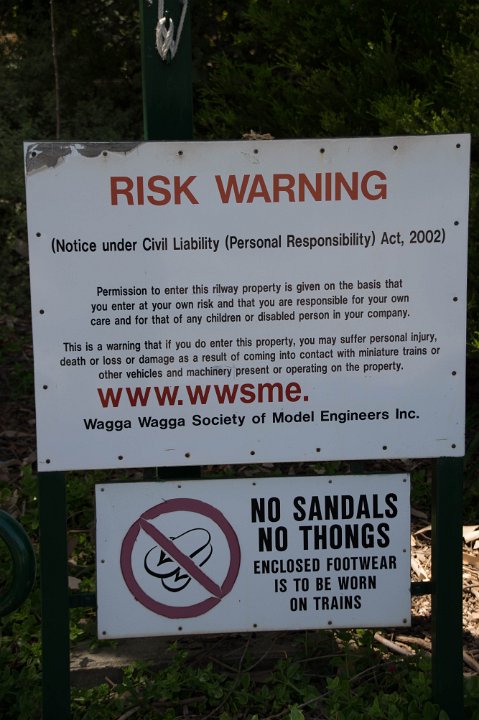 RISK WARNING
(Notice under Civil Liability (Personal Responsibility) Act, 2002)
Permission to enter this rilway property is given on the basis that
you enter at your own risk and that you are responsible for your own
care and for that of any children or disabled person in your company.
This is a warning that if you do enter this property, you may suffer personal injury,
death or loss or damage as a result of coming into contact with miniature trains or
other vehicles and machinery present or operating on the property.
www.wwsme.
Wagga Wagga Society of Model Engineers Inc.
NO SANDALS
NO THONGS
ENCLOSED FOOTWEAR
IS TO BE WORN
ON TRAINS